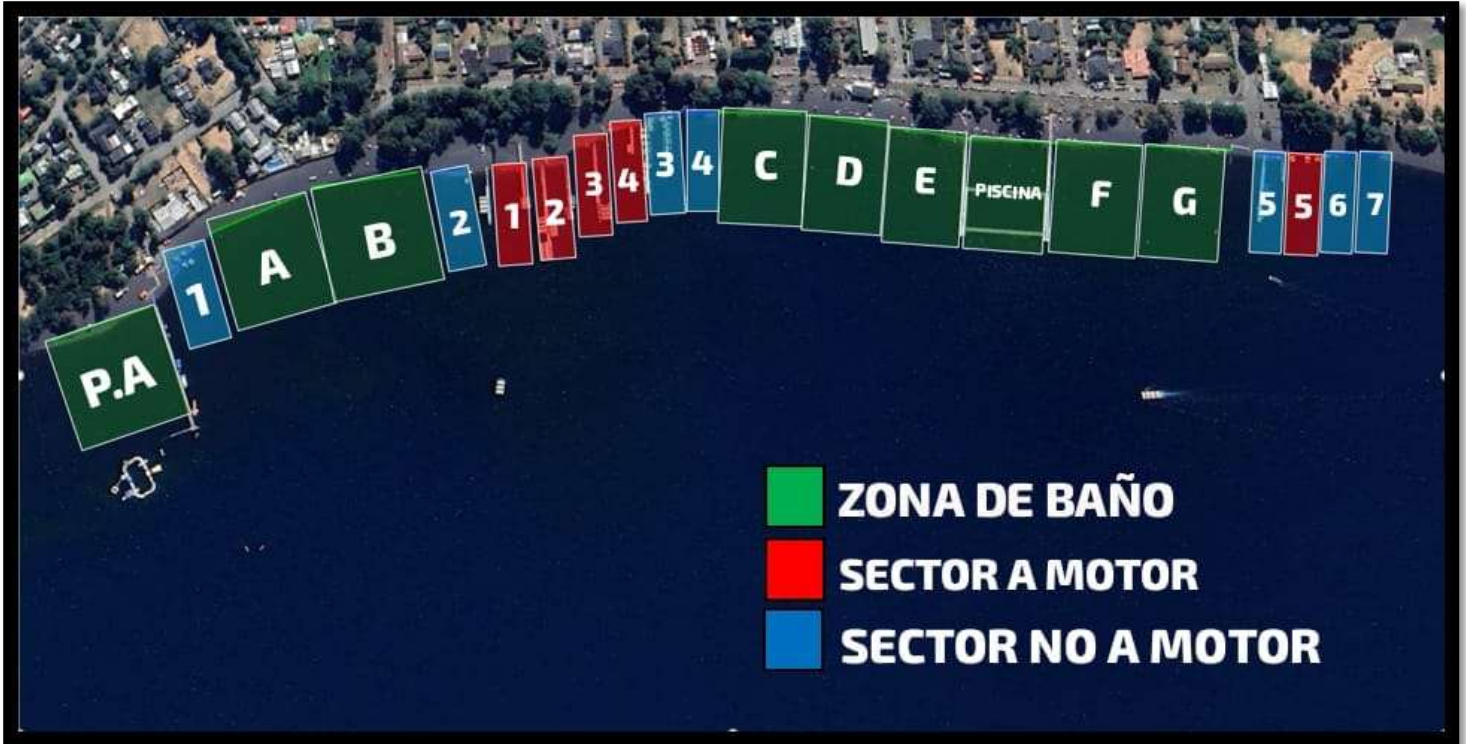 P.A
1
A
B
2
1
2
3
4
3
4
C
D
E
PISCINA
F
G
5
5
6
7
ZONA DE BAÑO
SECTOR A MOTOR
SECTOR NO A MOTOR